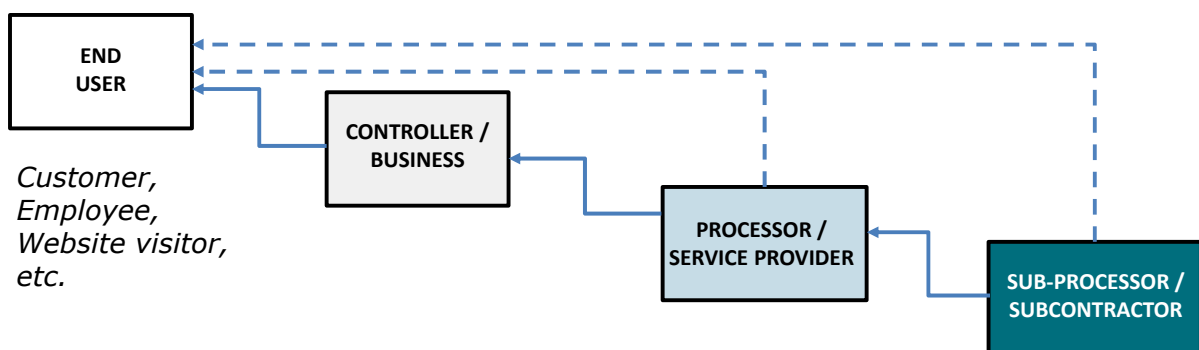 END
USER
CONTROLLER /
BUSINESS
Customer,
Employee,
Website visitor,
etc.
PROCESSOR /
SERVICE PROVIDER
SUB-PROCESSOR /
SUBCONTRACTOR